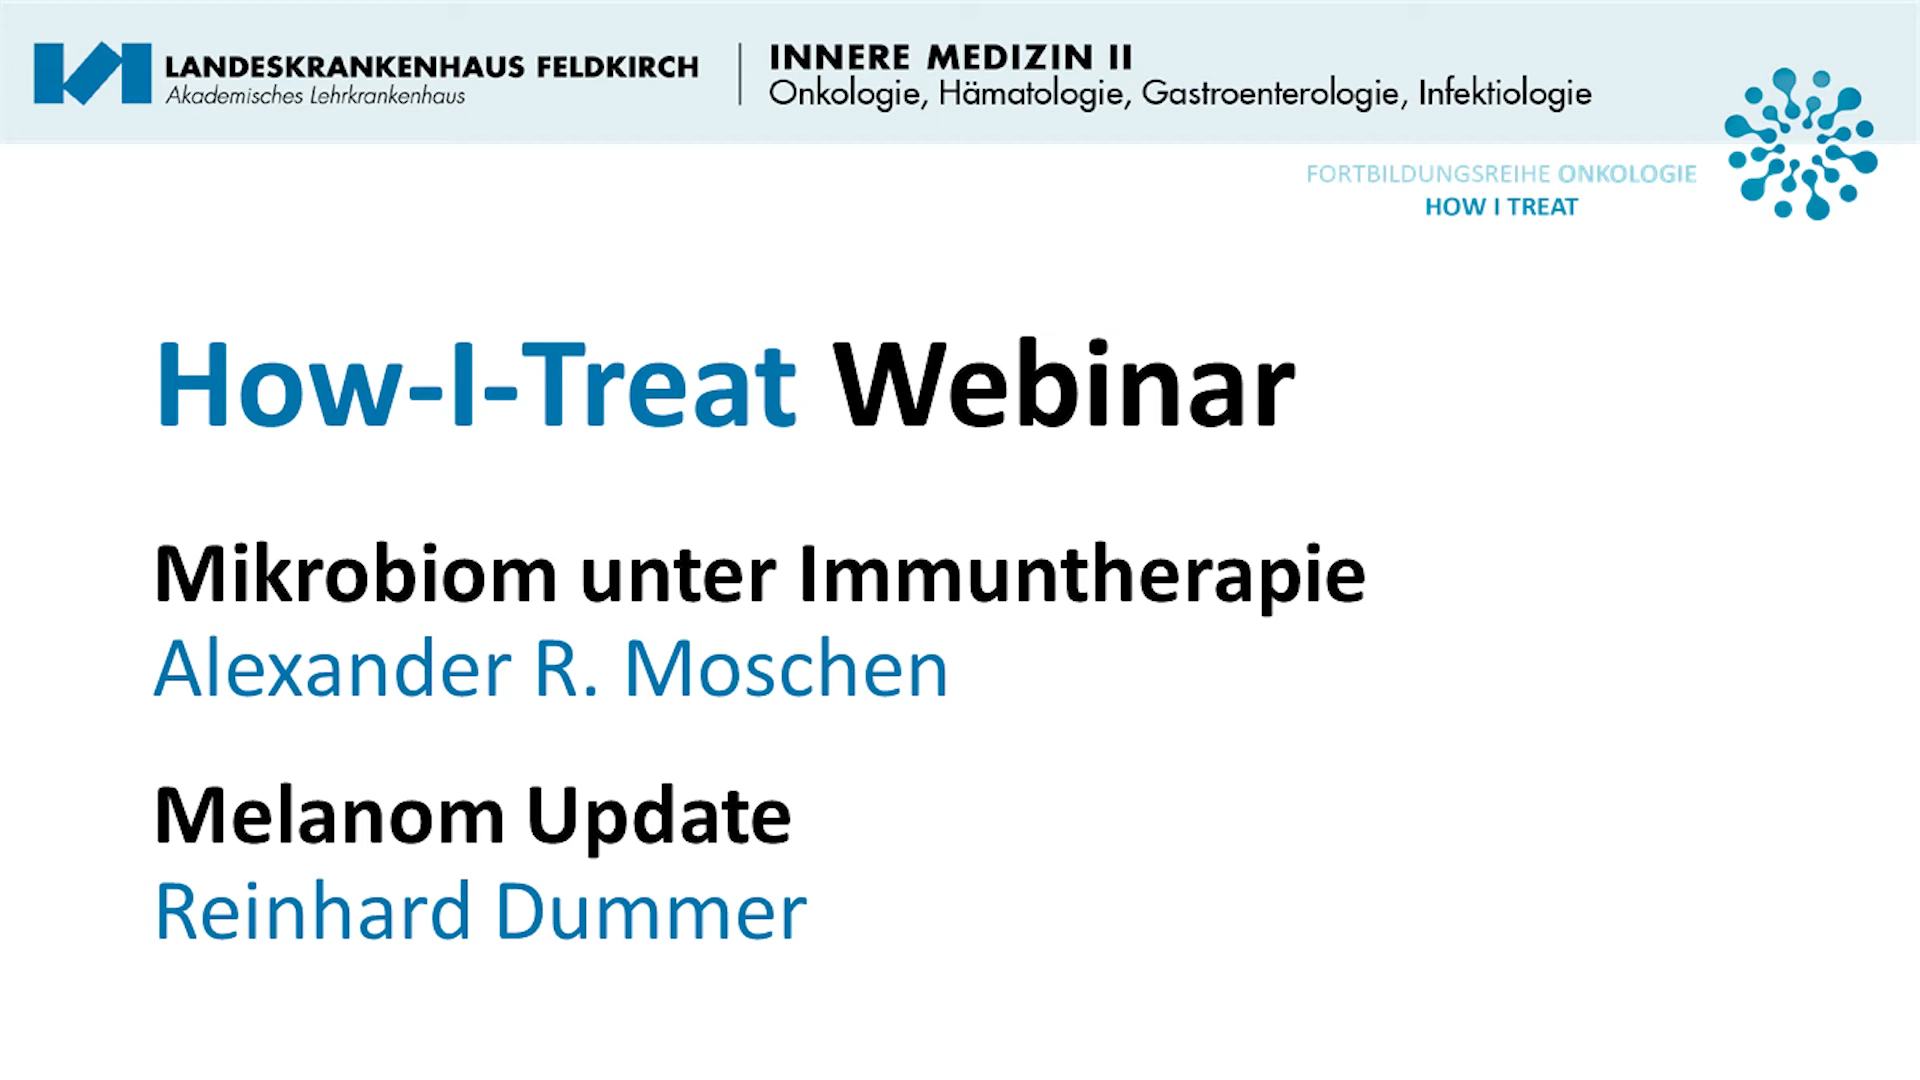 LANDESKRANKENHAUS FELDKIRCH
Akademisches Lehrkrankenhaus
INNERE MEDIZIN II
Onkologie, Hämatologie, Gastroenterologie, Infektiologie
FORTBILDUNGSREIHE ONKOLOGIE
HOW I TREAT
How-I-Treat Webinar
Mikrobiom unter Immuntherapie
Alexander R. Moschen
Melanom Update
Reinhard Dummer